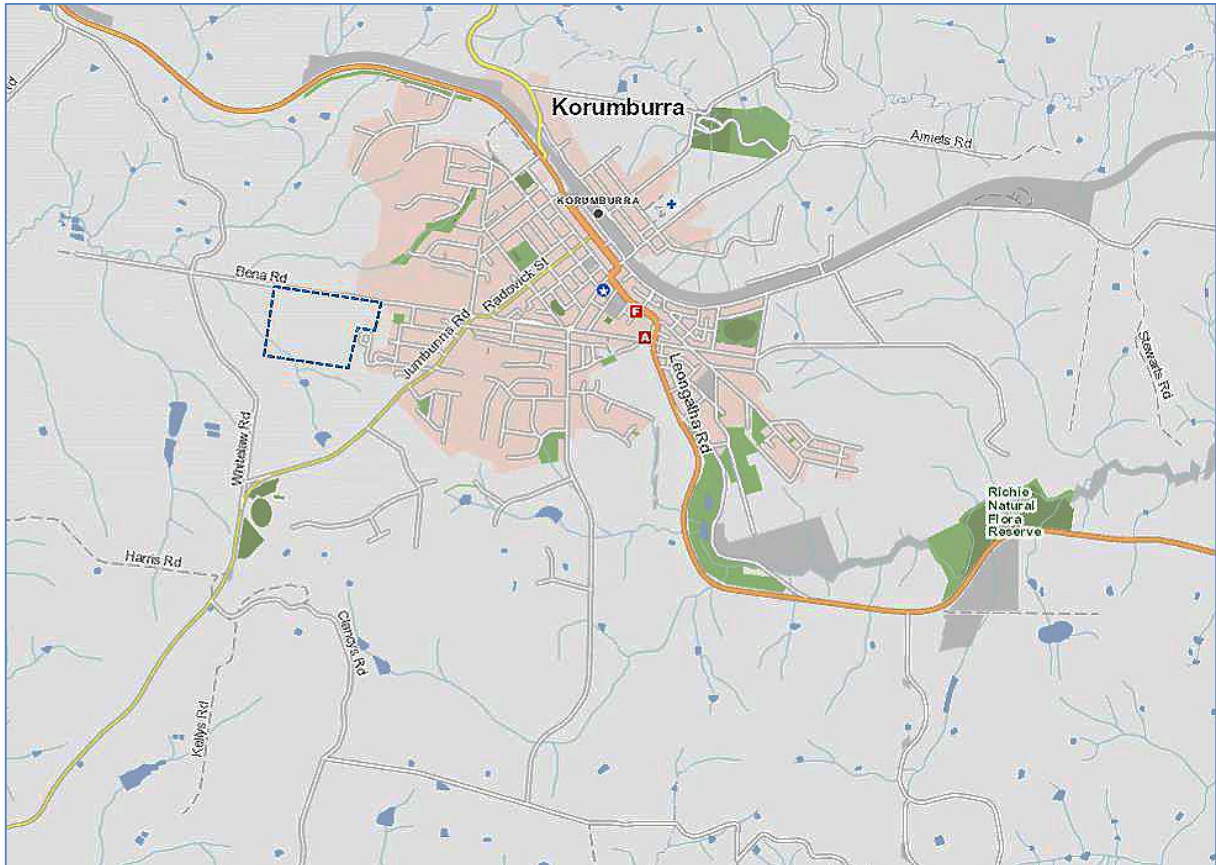 Korumburra
Amiets Rd
KORUMBURRA
Bena Rd
Radovick St
Jumbunna Rd
F
A
Leongatha Rd
Stewarts Rd
Whitelaw Rd
Richie
Natural
Flora
Reserve
Harris Rd
Clancys Rd
Kellys Rd